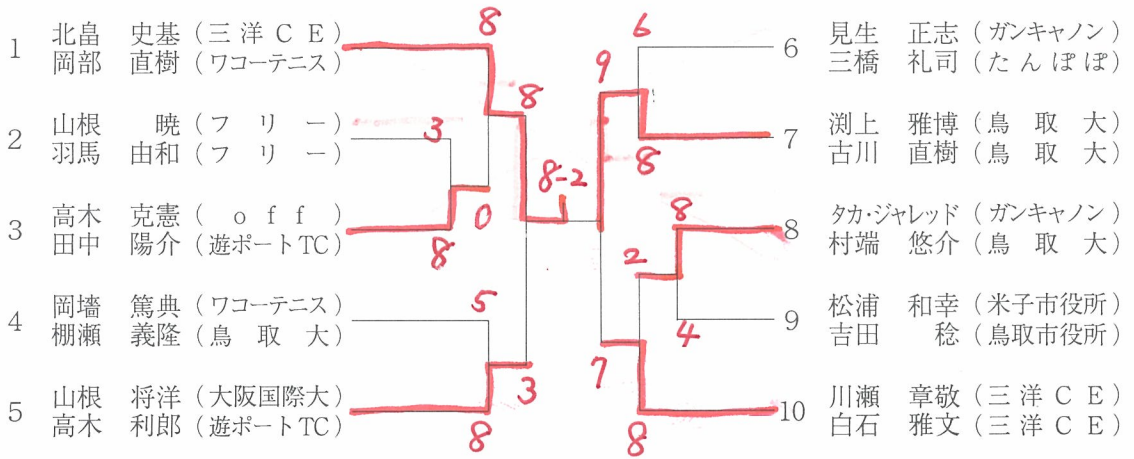 1 北畠 史基 (三洋CE)
岡部 直樹 (ワコーテニス)
2 山根 暁 (フリー)
羽馬 由和 (フリー)
3 高木 克憲 (off)
田中 陽介 (遊ポートTC)
4 岡墻 篤典 (ワコーテニス)
棚瀬 義隆 (鳥取大)
5 山根 将洋 (大阪国際大)
高木 利郎 (遊ポートTC)
8
3
8
0
8
5
8
3
8-2
6
9
8
8
2
4
7
8
6 見生 正志 (ガンキャノン)
三橋 礼司 (たんぽぽ)
7 渕上 雅博 (鳥取大)
古川 直樹 (鳥取大)
8 タカ・ジャレッド (ガンキャノン)
村端 悠介 (鳥取大)
9 松浦 和幸 (米子市役所)
吉田 稔 (鳥取市役所)
10 川瀬 章敬 (三洋CE)
白石 雅文 (三洋CE)